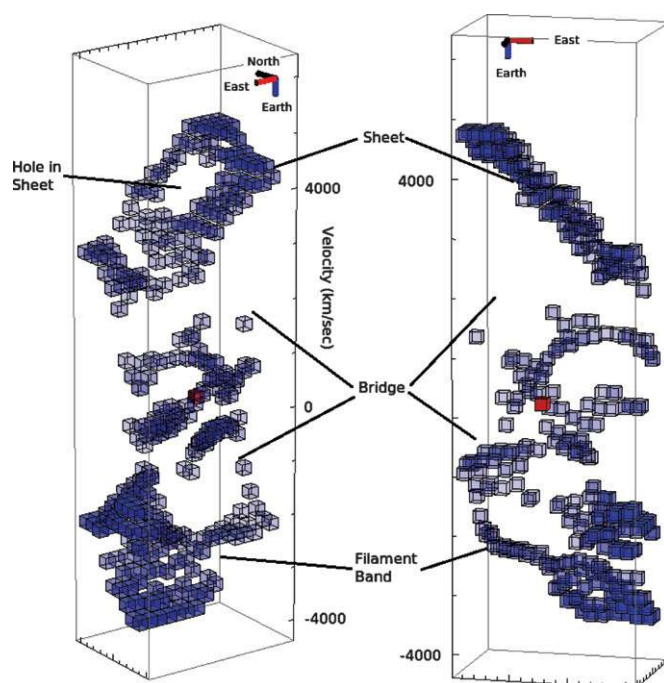 North
East
Earth
East
Earth
Hole in
Sheet
Sheet
4000
4000
Velocity (km/sec)
Bridge
0
0
Filament
Band
-4000
-4000